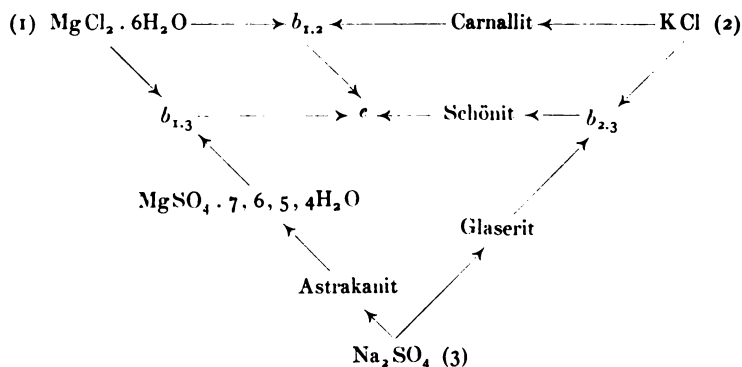 (1) MgCl₂ . 6H₂O b₁.₂ Carnallit KCl (2)
b₁.₃ e Schönit b₂.₃
MgSO₄ . 7, 6, 5, 4H₂O
Glaserit
Astrakanit
Na₂SO₄ (3)